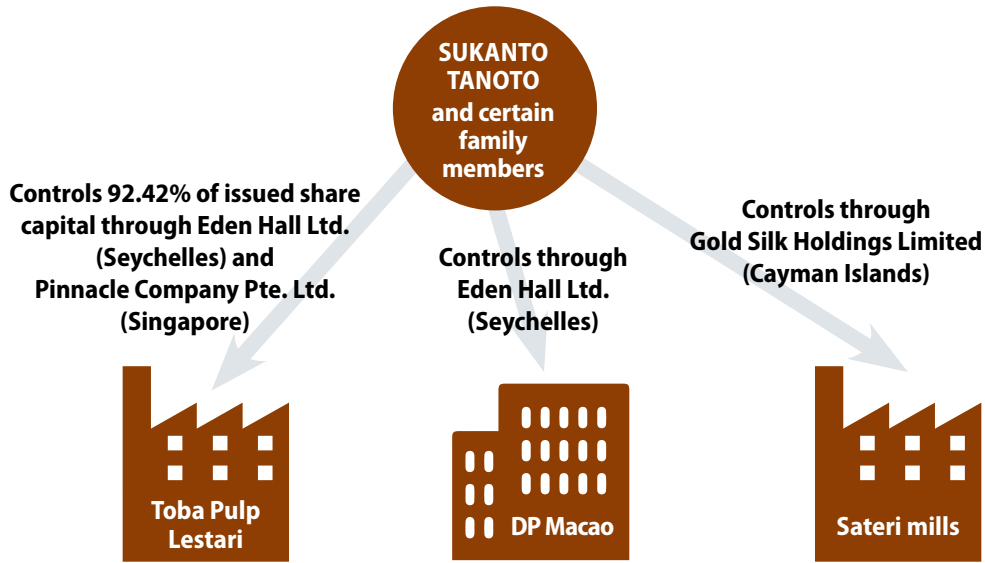 SUKANTO
TANOTO
and certain
family
members
Controls 92.42% of issued share
capital through Eden Hall Ltd.
(Seychelles) and
Pinnacle Company Pte. Ltd.
(Singapore)
Controls through
Eden Hall Ltd.
(Seychelles)
Controls through
Gold Silk Holdings Limited
(Cayman Islands)
Toba Pulp
Lestari
DP Macao
Sateri mills